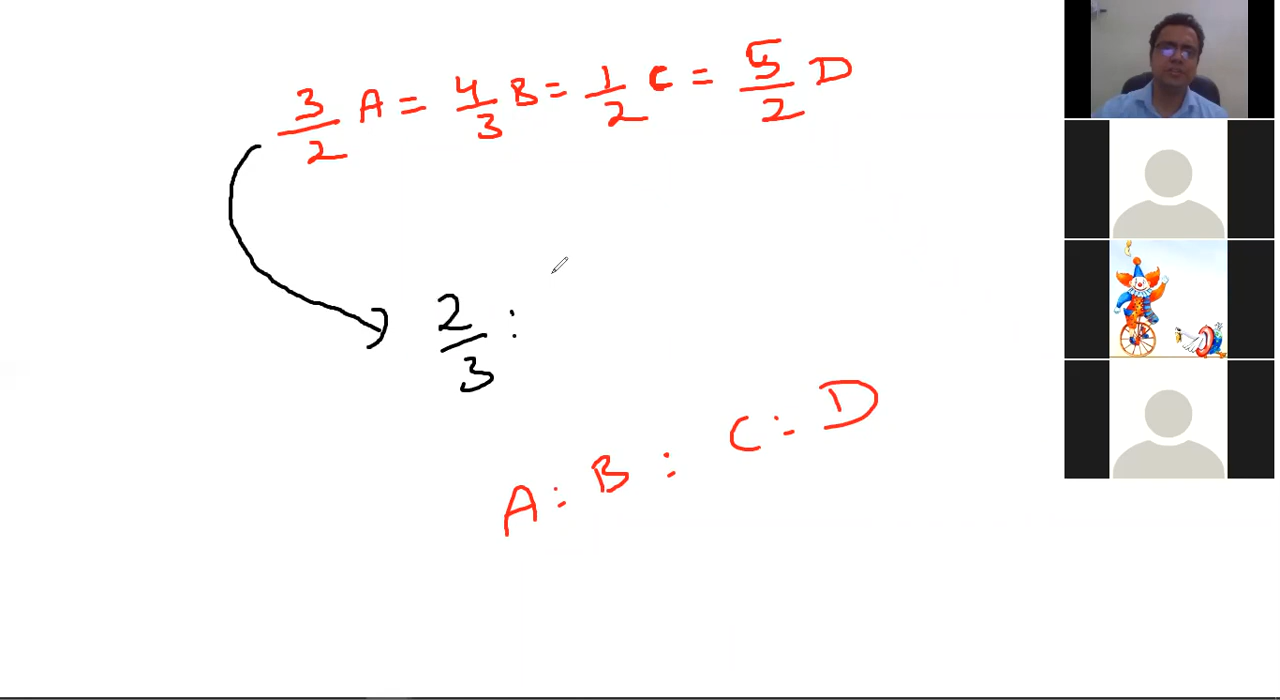 3/2 A = 4/3 B = 1/2 C = 5/2 D
2/3 :
A : B : C : D